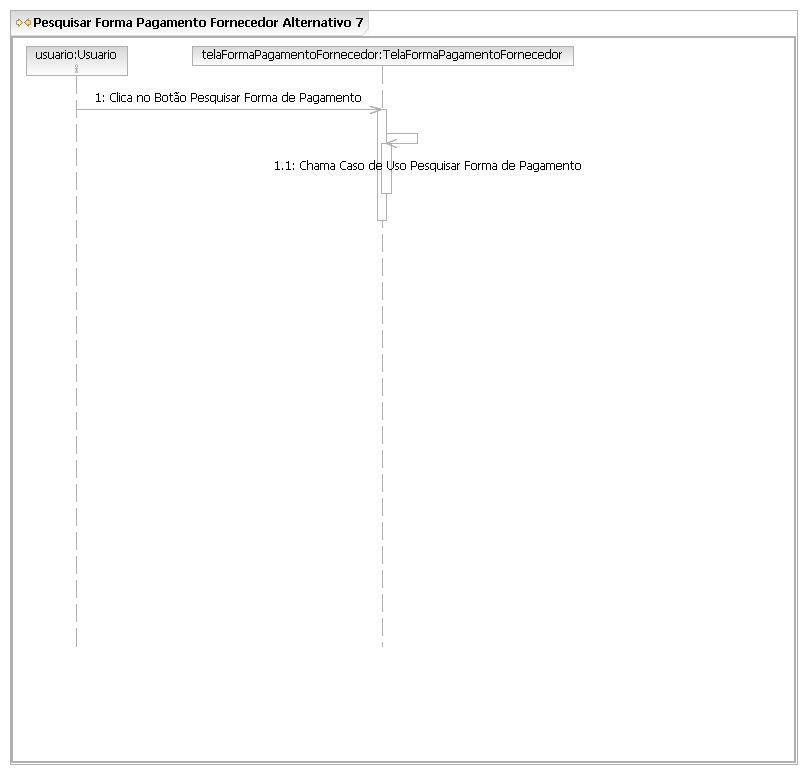 Pesquisar Forma Pagamento Fornecedor Alternativo 7
usuario:Usuario
telaFormaPagamentoFornecedor:TelaFormaPagamentoFornecedor
1: Clica no Botão Pesquisar Forma de Pagamento
1.1: Chama Caso de Uso Pesquisar Forma de Pagamento